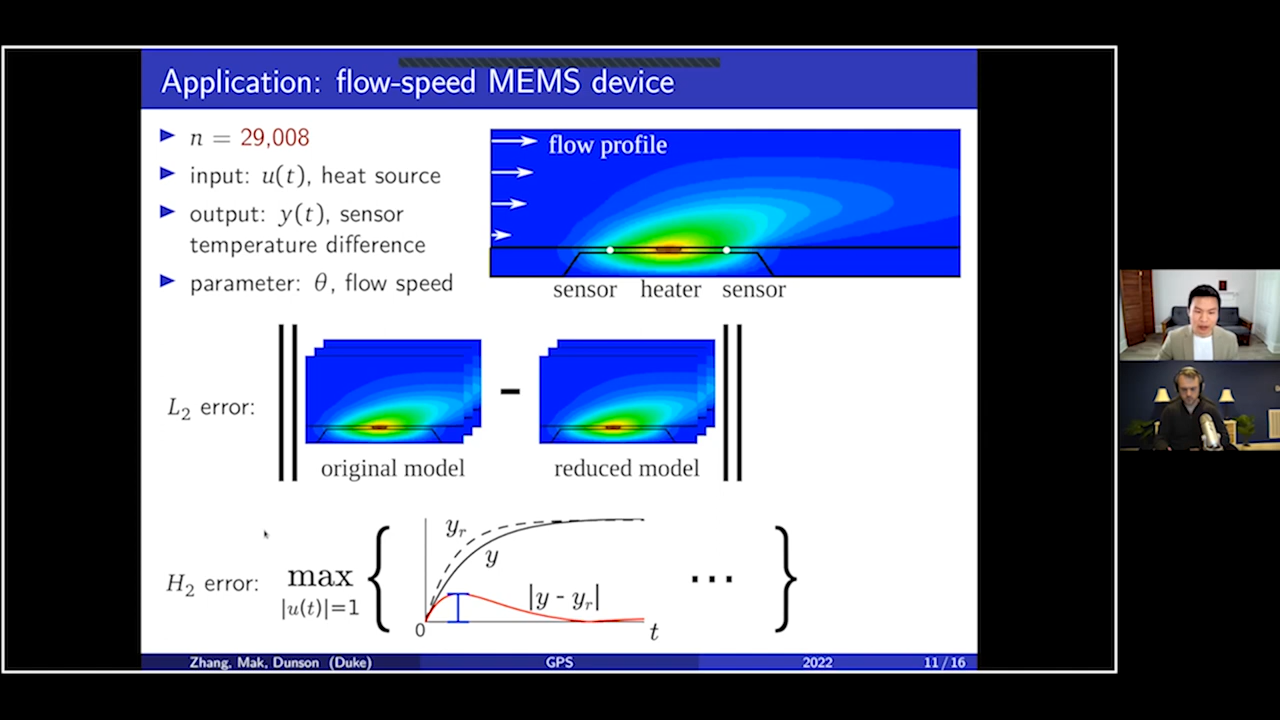 Application: flow-speed MEMS device
n = 29,008
input: u(t), heat source
output: y(t), sensor
temperature difference
parameter: θ, flow speed
flow profile
sensor heater sensor
L₂ error:
-
original model
reduced model
H₂ error:
max
|u(t)|=1
{
yᵣ
y
|y - yᵣ|
0
t
...
}
Zhang, Mak, Dunson (Duke)
GPS
2022
11 / 16